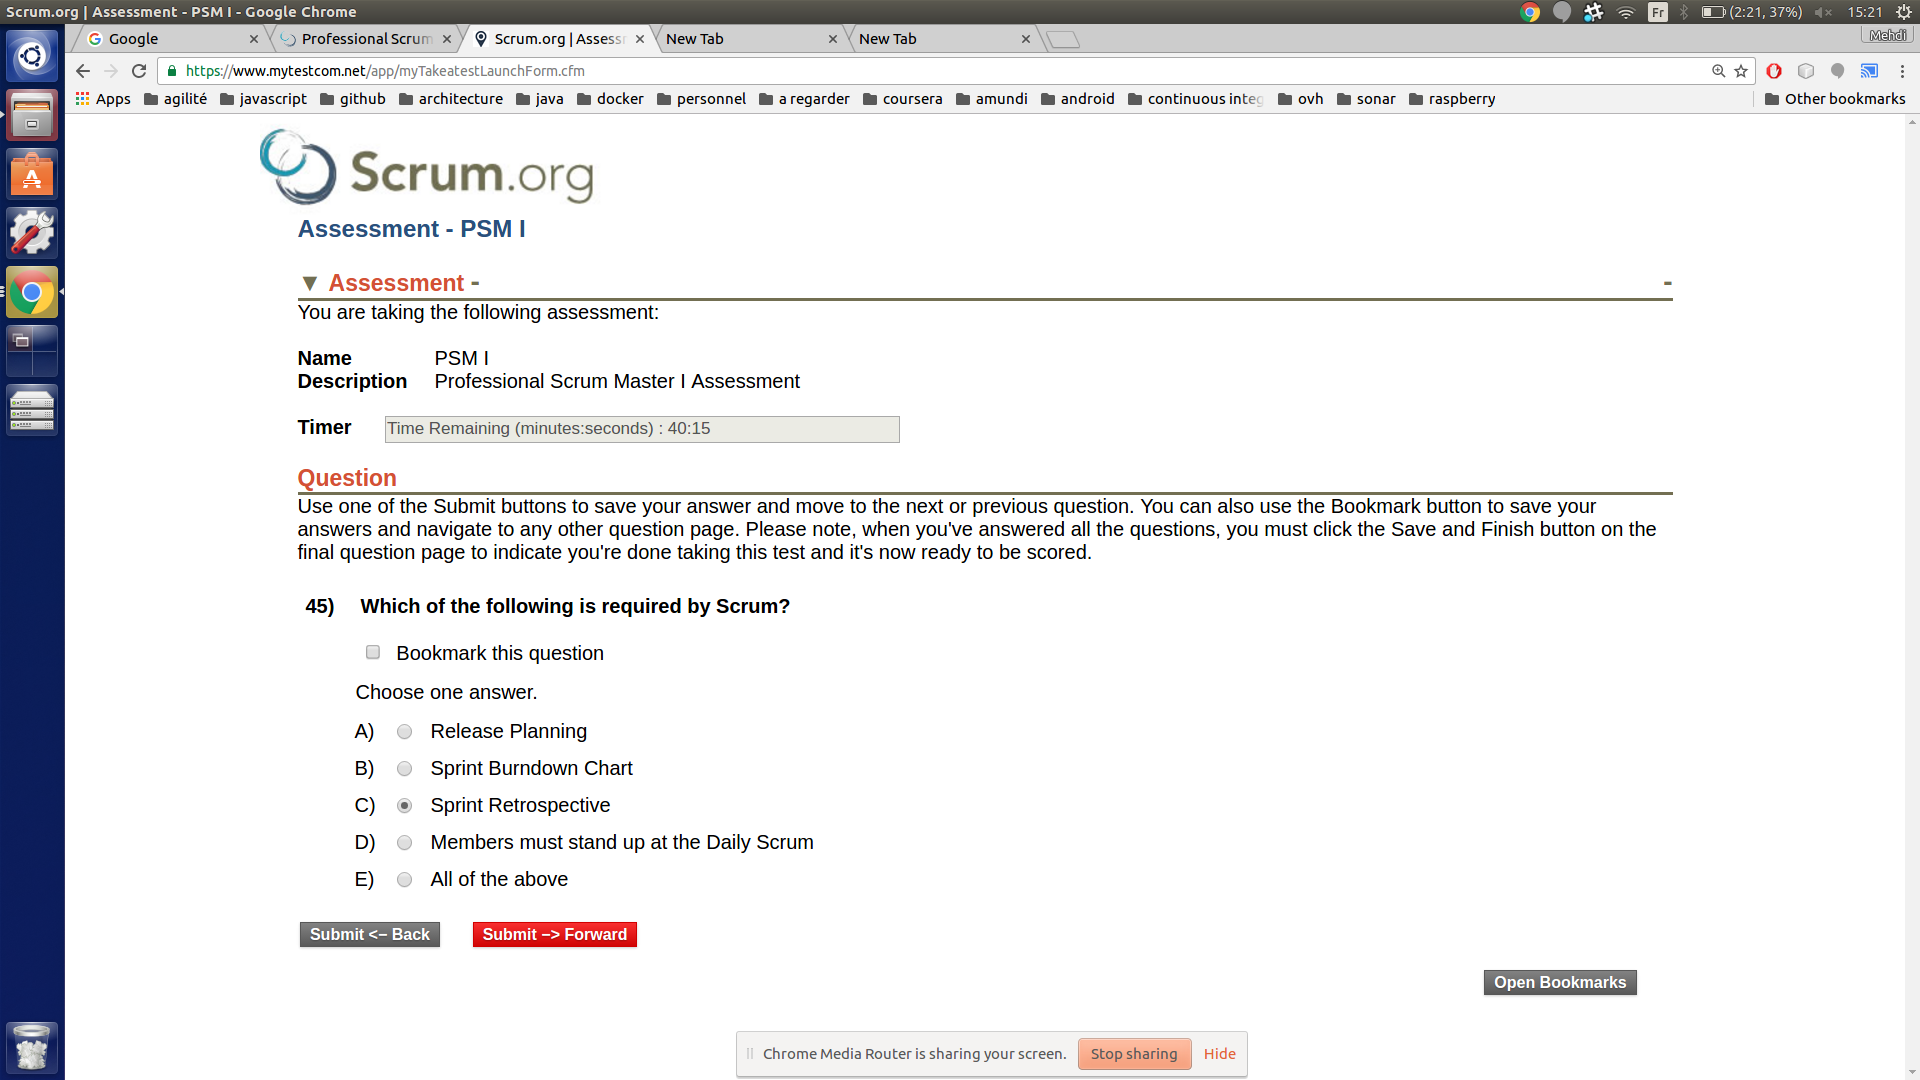 Scrum.org | Assessment - PSM I - Google Chrome
Fr
(2:21, 37%)
15:21
Google
Professional Scrum
Scrum.org | Assess
New Tab
New Tab
Mehdi
https://www.mytestcom.net/app/myTakeatestLaunchForm.cfm
Apps agilité javascript github architecture java docker personnel a regarder coursera amundi android continuous integ ovh sonar raspberry Other bookmarks
Scrum.org
Assessment - PSM I
▼ Assessment - -
You are taking the following assessment:
Name PSM I
Description Professional Scrum Master I Assessment
Timer Time Remaining (minutes:seconds) : 40:15
Question
Use one of the Submit buttons to save your answer and move to the next or previous question. You can also use the Bookmark button to save your
answers and navigate to any other question page. Please note, when you've answered all the questions, you must click the Save and Finish button on the
final question page to indicate you're done taking this test and it's now ready to be scored.
45) Which of the following is required by Scrum?
Bookmark this question
Choose one answer.
A) Release Planning
B) Sprint Burndown Chart
C) Sprint Retrospective
D) Members must stand up at the Daily Scrum
E) All of the above
Submit <– Back Submit –> Forward
Open Bookmarks
Chrome Media Router is sharing your screen. Stop sharing Hide